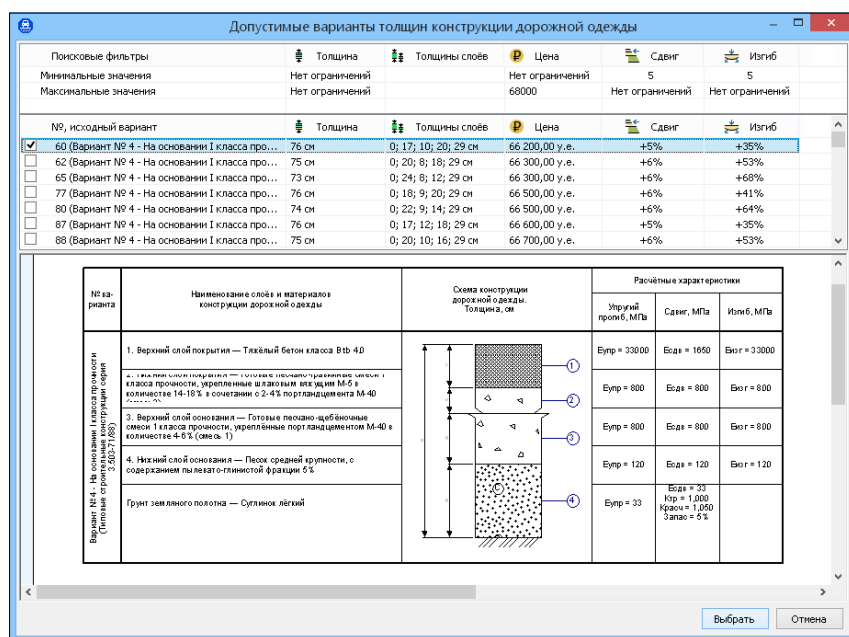 Допустимые варианты толщин конструкции дорожной одежды
Поисковые фильтры Толщина Толщины слоёв Цена Сдвиг Изгиб
Минимальные значения Нет ограничений Нет ограничений 5 5
Максимальные значения Нет ограничений 68000 Нет ограничений Нет ограничений
№, исходный вариант Толщина Толщины слоёв Цена Сдвиг Изгиб
60 (Вариант № 4 - На основании I класса про... 76 см 0; 17; 10; 20; 29 см 66 200,00 у.е. +5% +35%
62 (Вариант № 4 - На основании I класса про... 75 см 0; 20; 8; 18; 29 см 66 300,00 у.е. +6% +53%
65 (Вариант № 4 - На основании I класса про... 73 см 0; 24; 8; 12; 29 см 66 300,00 у.е. +6% +68%
77 (Вариант № 4 - На основании I класса про... 76 см 0; 18; 9; 20; 29 см 66 500,00 у.е. +6% +41%
80 (Вариант № 4 - На основании I класса про... 74 см 0; 22; 9; 14; 29 см 66 500,00 у.е. +6% +64%
87 (Вариант № 4 - На основании I класса про... 76 см 0; 17; 12; 18; 29 см 66 600,00 у.е. +5% +35%
88 (Вариант № 4 - На основании I класса про... 75 см 0; 20; 10; 16; 29 см 66 700,00 у.е. +6% +53%
№ ва-
рианта
Наименование слоёв и материалов
конструкции дорожной одежды
Схема конструкции
дорожной одежды.
Толщина, см
Расчётные характеристики
Упругий
прогиб, МПа
Сдвиг, МПа
Изгиб, МПа
Вариант №4 - На основании I класса прочности
(Типовые строительные конструкции серия
3.503-71/88)
1. Верхний слой покрытия — Тяжёлый бетон класса Btb 4.0
1
Еупр = 33000 Есдв = 1650 Еизг = 33000
2. Нижний слой покрытия — Готовые песчано-гравийные смеси 1
класса прочности, укрепленные шлаковым вяжущим М-5 в
количестве 14-18% в сочетании с 2-4% портландцемента М-40
2
Еупр = 800 Есдв = 800 Еизг = 800
3. Верхний слой основания — Готовые песчано-щебёночные
смеси 1 класса прочности, укреплённые портландцементом М-40 в
количестве 4-6% (смесь 1)
3
Еупр = 800 Есдв = 800 Еизг = 800
4. Нижний слой основания — Песок средней крупности, с
содержанием пылевато-глинистой фракции 5%
4
Еупр = 120 Есдв = 120 Еизг = 120
Грунт земляного полотна — Суглинок лёгкий
Еупр = 33
Есдв = 33
Ктр = 1,000
Красч = 1,050
Запас = 5%
Выбрать Отмена